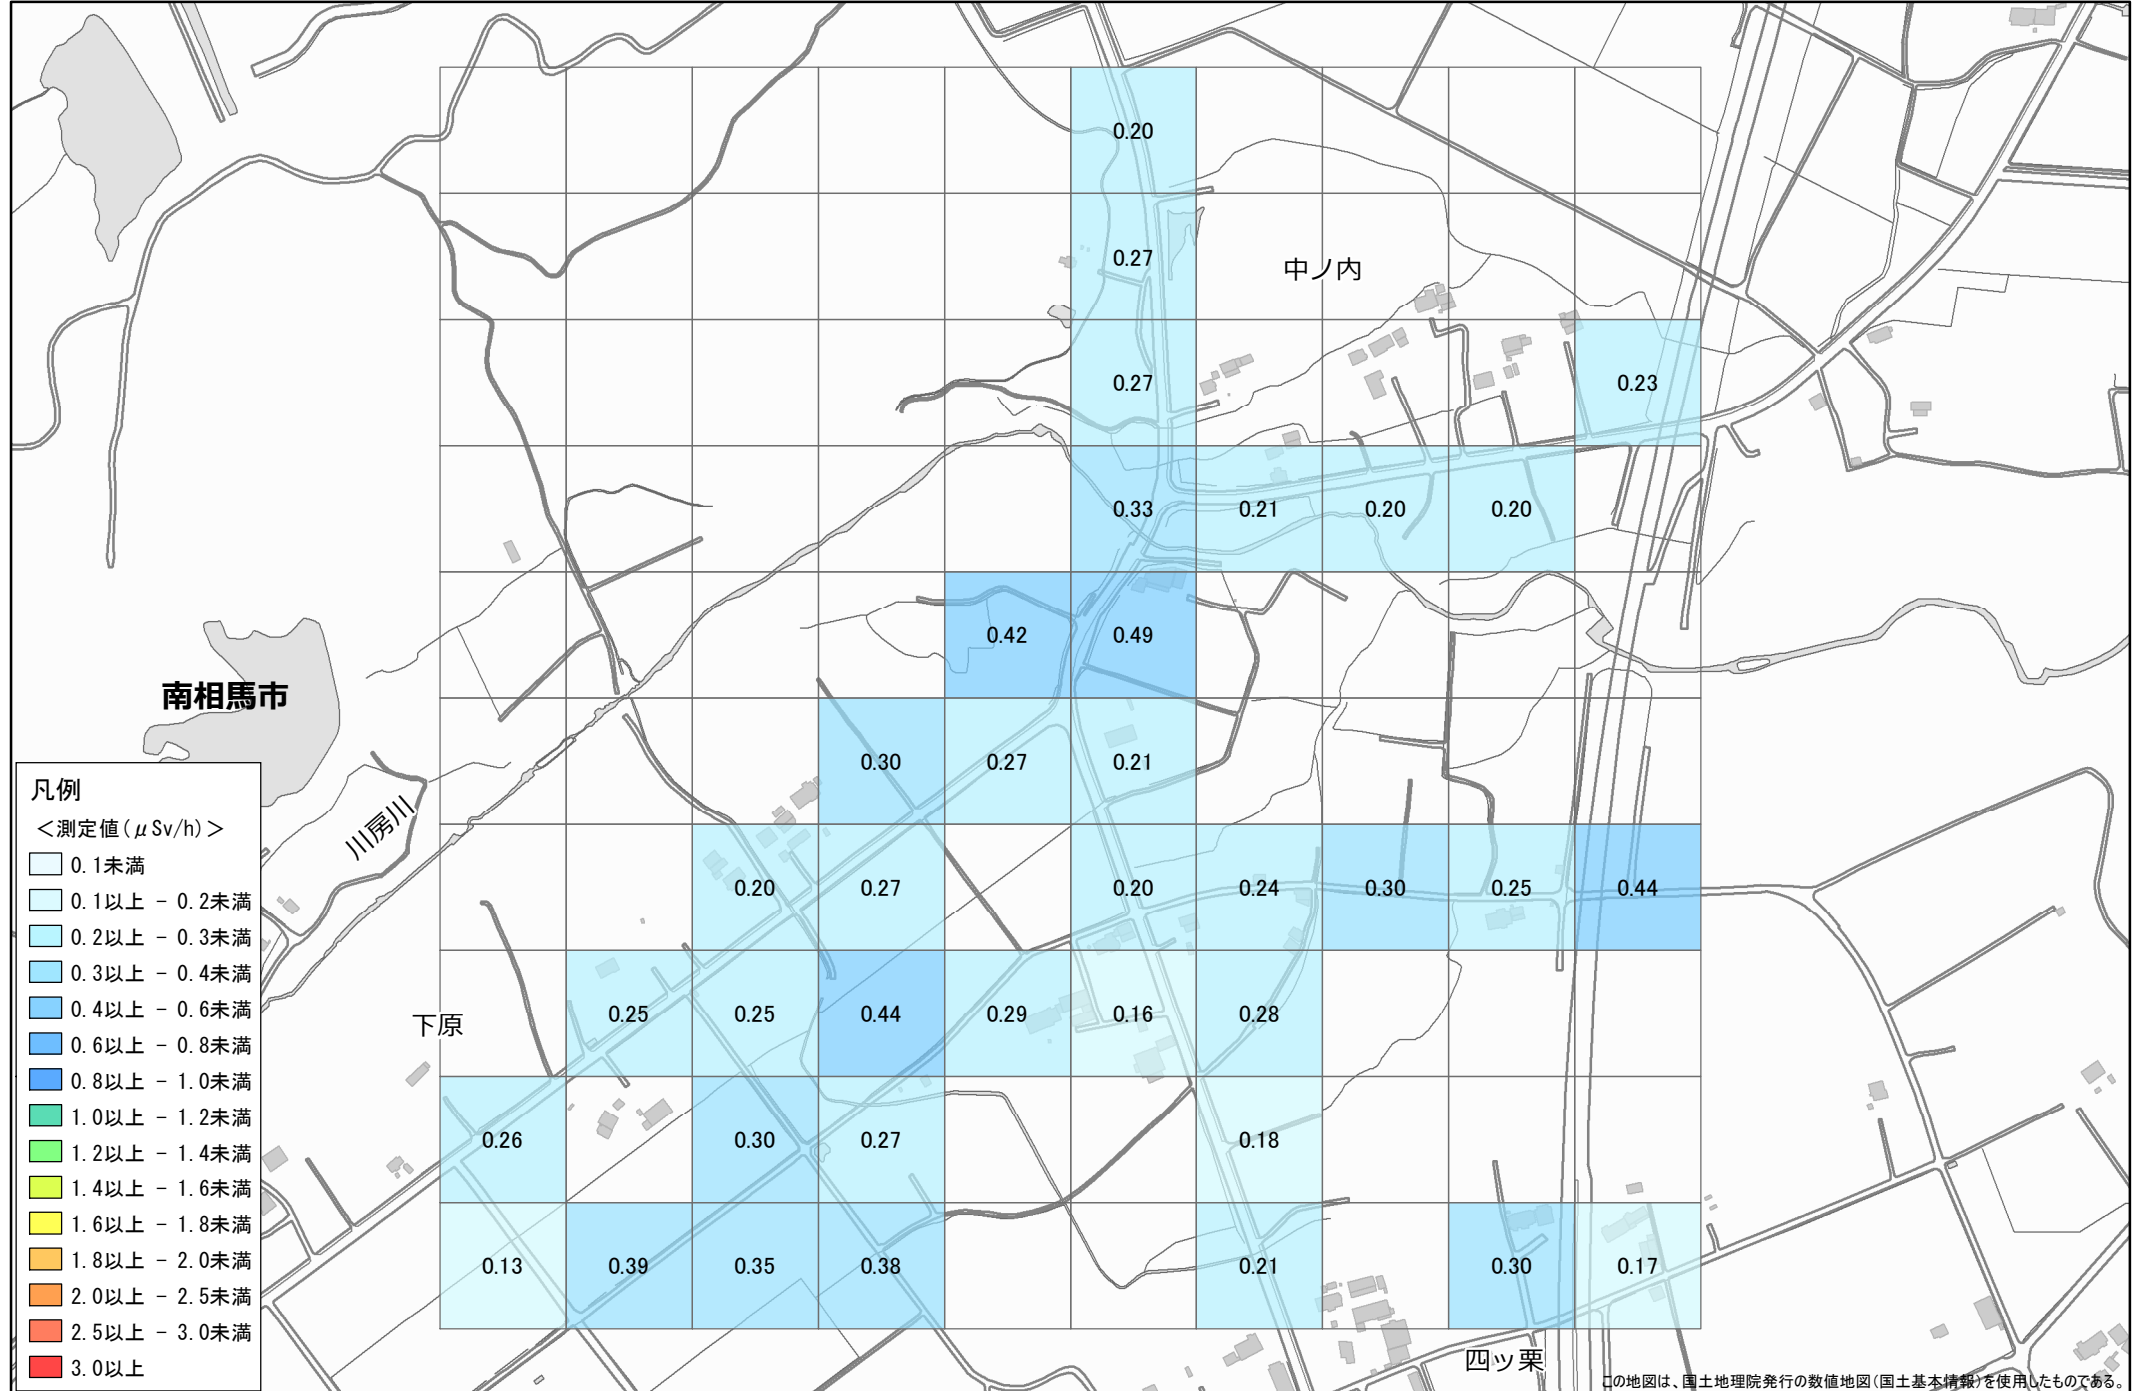 0.20
0.27
中ノ内
0.27
0.23
0.33
0.21
0.20
0.20
0.42
0.49
南相馬市
0.30
0.27
0.21
川房川
0.20
0.27
0.20
0.24
0.30
0.25
0.44
下原
0.25
0.25
0.44
0.29
0.16
0.28
0.26
0.30
0.27
0.18
0.13
0.39
0.35
0.38
0.21
0.30
0.17
四ッ栗
凡例
＜測定値(μSv/h)＞
0.1未満
0.1以上 － 0.2未満
0.2以上 － 0.3未満
0.3以上 － 0.4未満
0.4以上 － 0.6未満
0.6以上 － 0.8未満
0.8以上 － 1.0未満
1.0以上 － 1.2未満
1.2以上 － 1.4未満
1.4以上 － 1.6未満
1.6以上 － 1.8未満
1.8以上 － 2.0未満
2.0以上 － 2.5未満
2.5以上 － 3.0未満
3.0以上
この地図は、国土地理院発行の数値地図(国土基本情報)を使用したものである。